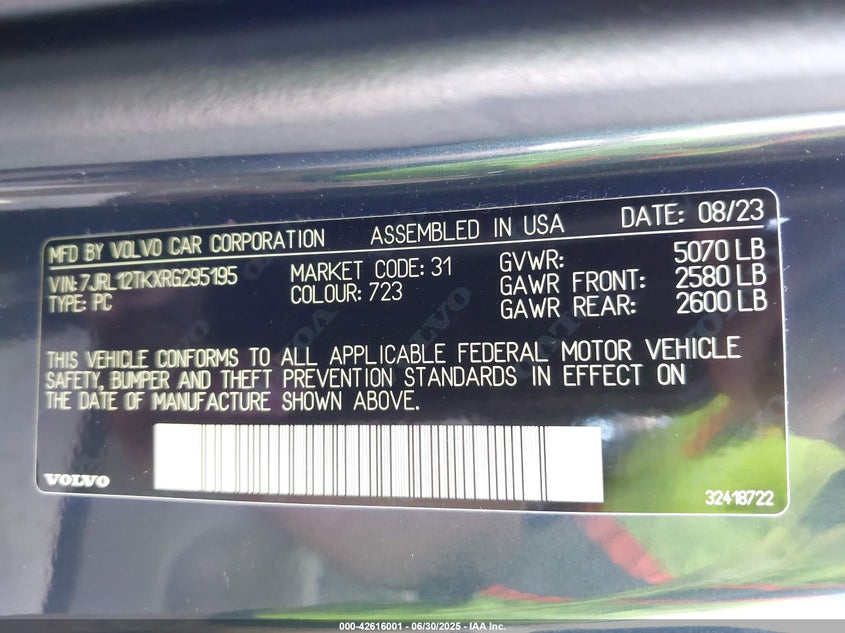 MFD BY VOLVO CAR CORPORATION ASSEMBLED IN USA DATE: 08/23
VIN: 7JRL12TKXRG295195 MARKET CODE: 31 GVWR: 5070 LB
TYPE: PC COLOUR: 723 GAWR FRONT: 2580 LB
GAWR REAR: 2600 LB
THIS VEHICLE CONFORMS TO ALL APPLICABLE FEDERAL MOTOR VEHICLE
SAFETY, BUMPER AND THEFT PREVENTION STANDARDS IN EFFECT ON
THE DATE OF MANUFACTURE SHOWN ABOVE.
VOLVO
32418722
000-42616001 - 06/30/2025 - IAA Inc.